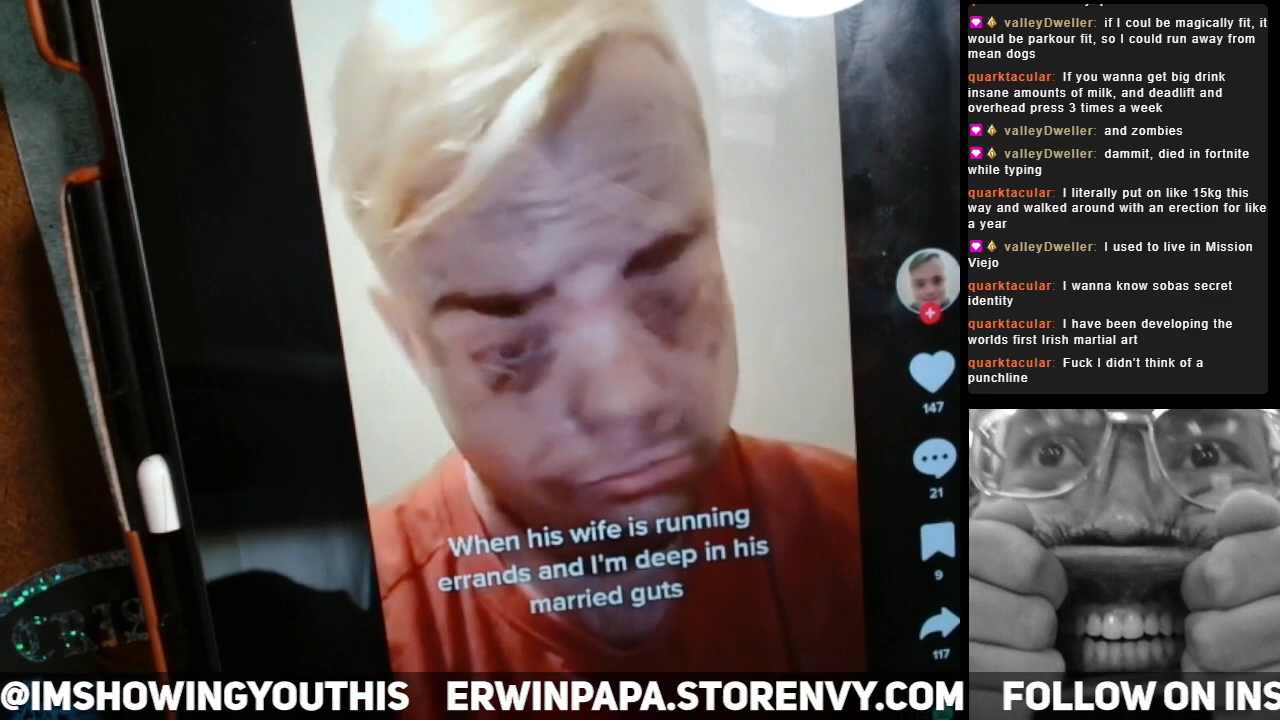 valleyDweller: if I coul be magically fit, it
would be parkour fit, so I could run away from
mean dogs
quarktacular: If you wanna get big drink
insane amounts of milk, and deadlift and
overhead press 3 times a week
valleyDweller: and zombies
valleyDweller: dammit, died in fortnite
while typing
quarktacular: I literally put on like 15kg this
way and walked around with an erection for like
a year
valleyDweller: I used to live in Mission
Viejo
quarktacular: I wanna know sobas secret
identity
quarktacular: I have been developing the
worlds first Irish martial art
quarktacular: Fuck I didn't think of a
punchline
147
21
9
117
When his wife is running
errands and I'm deep in his
married guts
@IMSHOWINGYOUTHIS ERWINPAPA.STORENVY.COM FOLLOW ON INS